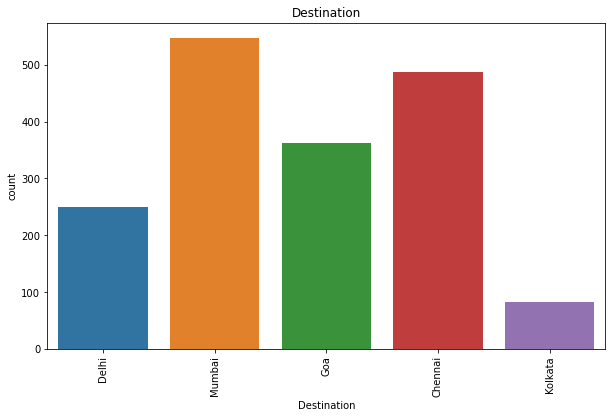 Destination
count
500
400
300
200
100
0
Delhi
Mumbai
Goa
Chennai
Kolkata
Destination